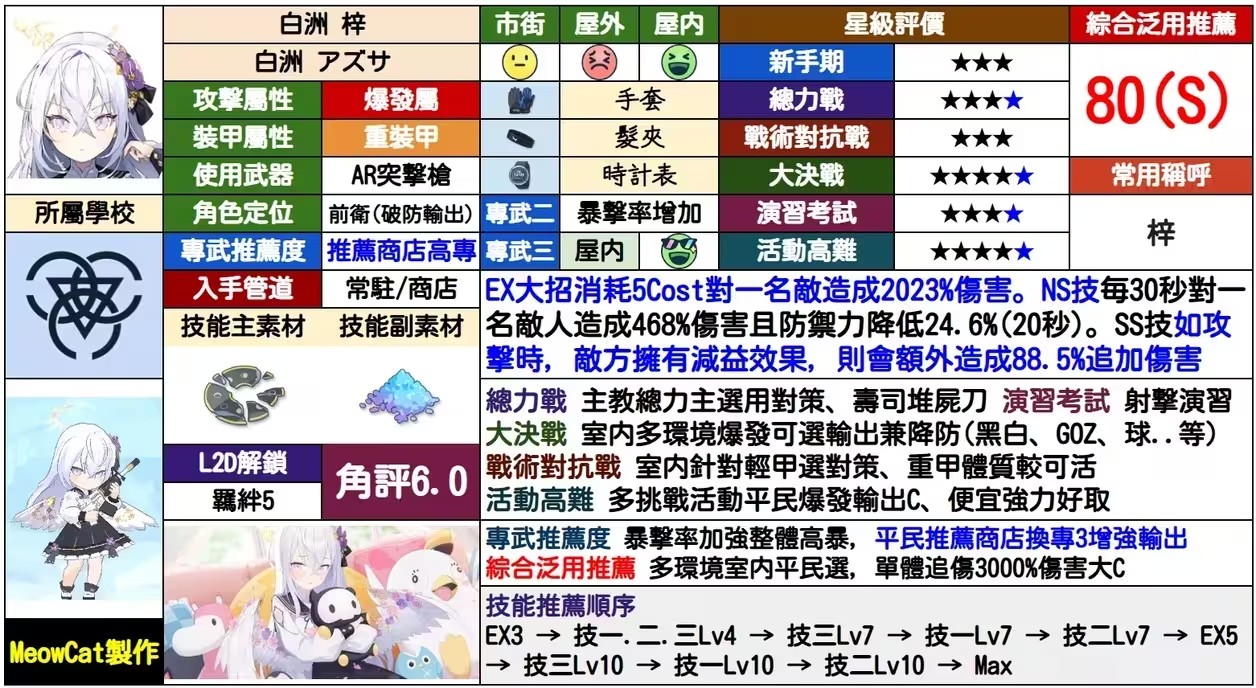 白洲 梓
市街
屋外
屋內
星級評價
綜合泛用推薦
白洲 アズサ
新手期
★★★
80(S)
攻擊屬性
爆發屬
手套
總力戰
★★★★
裝甲屬性
重裝甲
髮夾
戰術對抗戰
★★★
使用武器
AR突擊槍
時計表
大決戰
★★★★★
常用稱呼
所屬學校
角色定位
前衛(破防輸出)
專武二
暴擊率增加
演習考試
★★★★
梓
專武推薦度
推薦商店高專
專武三
屋內
活動高難
★★★★★
入手管道
常駐/商店
EX大招消耗5Cost對一名敵造成2023%傷害。NS技每30秒對一
名敵人造成468%傷害且防禦力降低24.6%(20秒)。SS技如攻
擊時, 敵方擁有減益效果, 則會額外造成88.5%追加傷害
技能主素材
技能副素材
總力戰 主教總力主選用對策、壽司堆屍刀 演習考試 射擊演習
大決戰 室內多環境爆發可選輸出兼降防(黑白、GOZ、球..等)
戰術對抗戰 室內針對輕甲選對策、重甲體質較可活
活動高難 多挑戰活動平民爆發輸出C、便宜強力好取
L2D解鎖
羈絆5
角評6.0
專武推薦度 暴擊率加強整體高暴, 平民推薦商店換專3增強輸出
綜合泛用推薦 多環境室內平民選, 單體追傷3000%傷害大C
技能推薦順序
EX3 → 技一.二.三Lv4 → 技三Lv7 → 技一Lv7 → 技二Lv7 → EX5
→ 技三Lv10 → 技一Lv10 → 技二Lv10 → Max
MeowCat製作